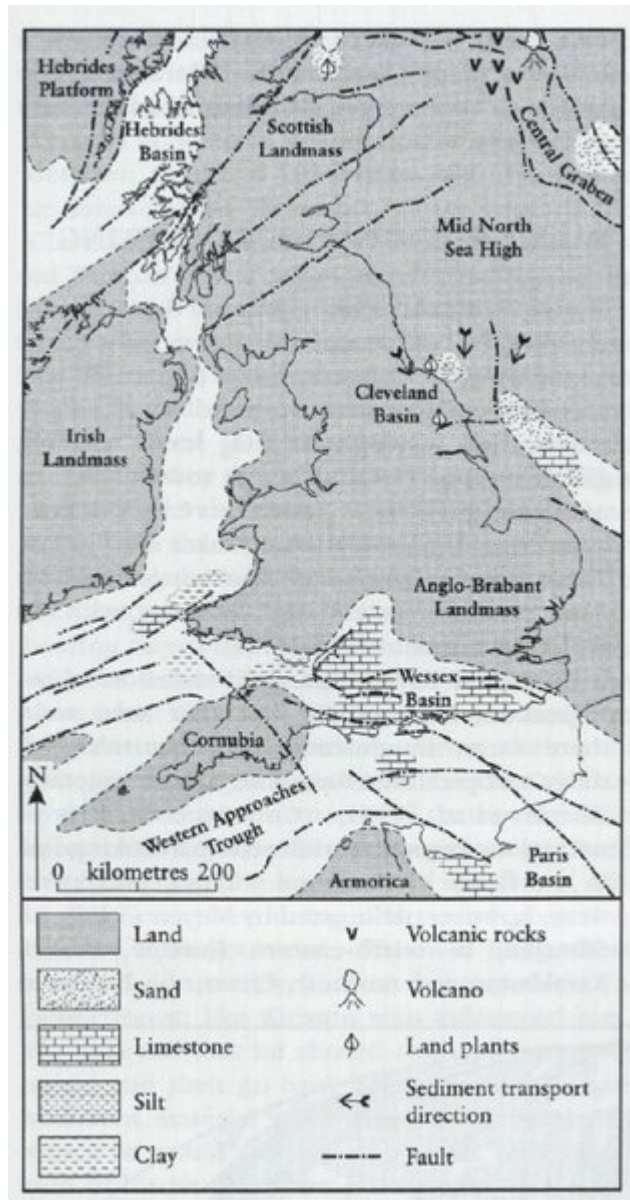 Hebrides
Platform
Hebrides
Basin
Scottish
Landmass
Central Graben
Mid North
Sea High
Cleveland
Basin
Irish
Landmass
Anglo-Brabant
Landmass
Wessex
Basin
Cornubia
N
Western Approaches
Trough
Paris
Basin
0 kilometres 200
Armorica
Land
Volcanic rocks
Sand
Volcano
Limestone
Land plants
Silt
Sediment transport
direction
Clay
Fault